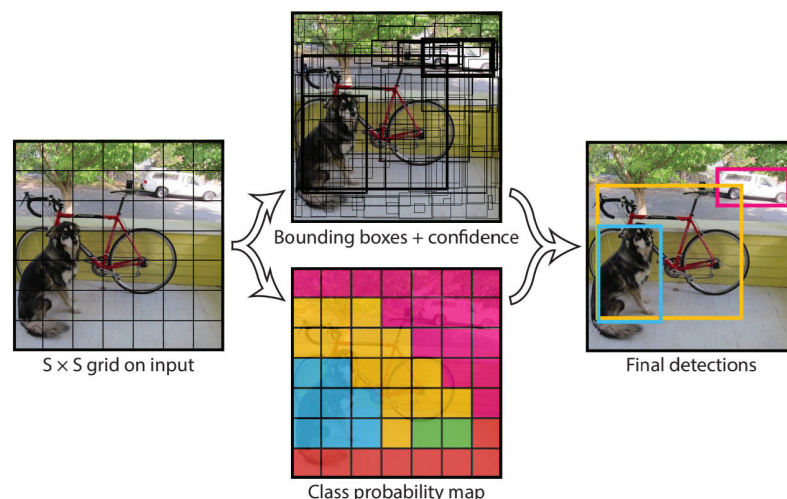 S × S grid on input
Bounding boxes + confidence
Class probability map
Final detections